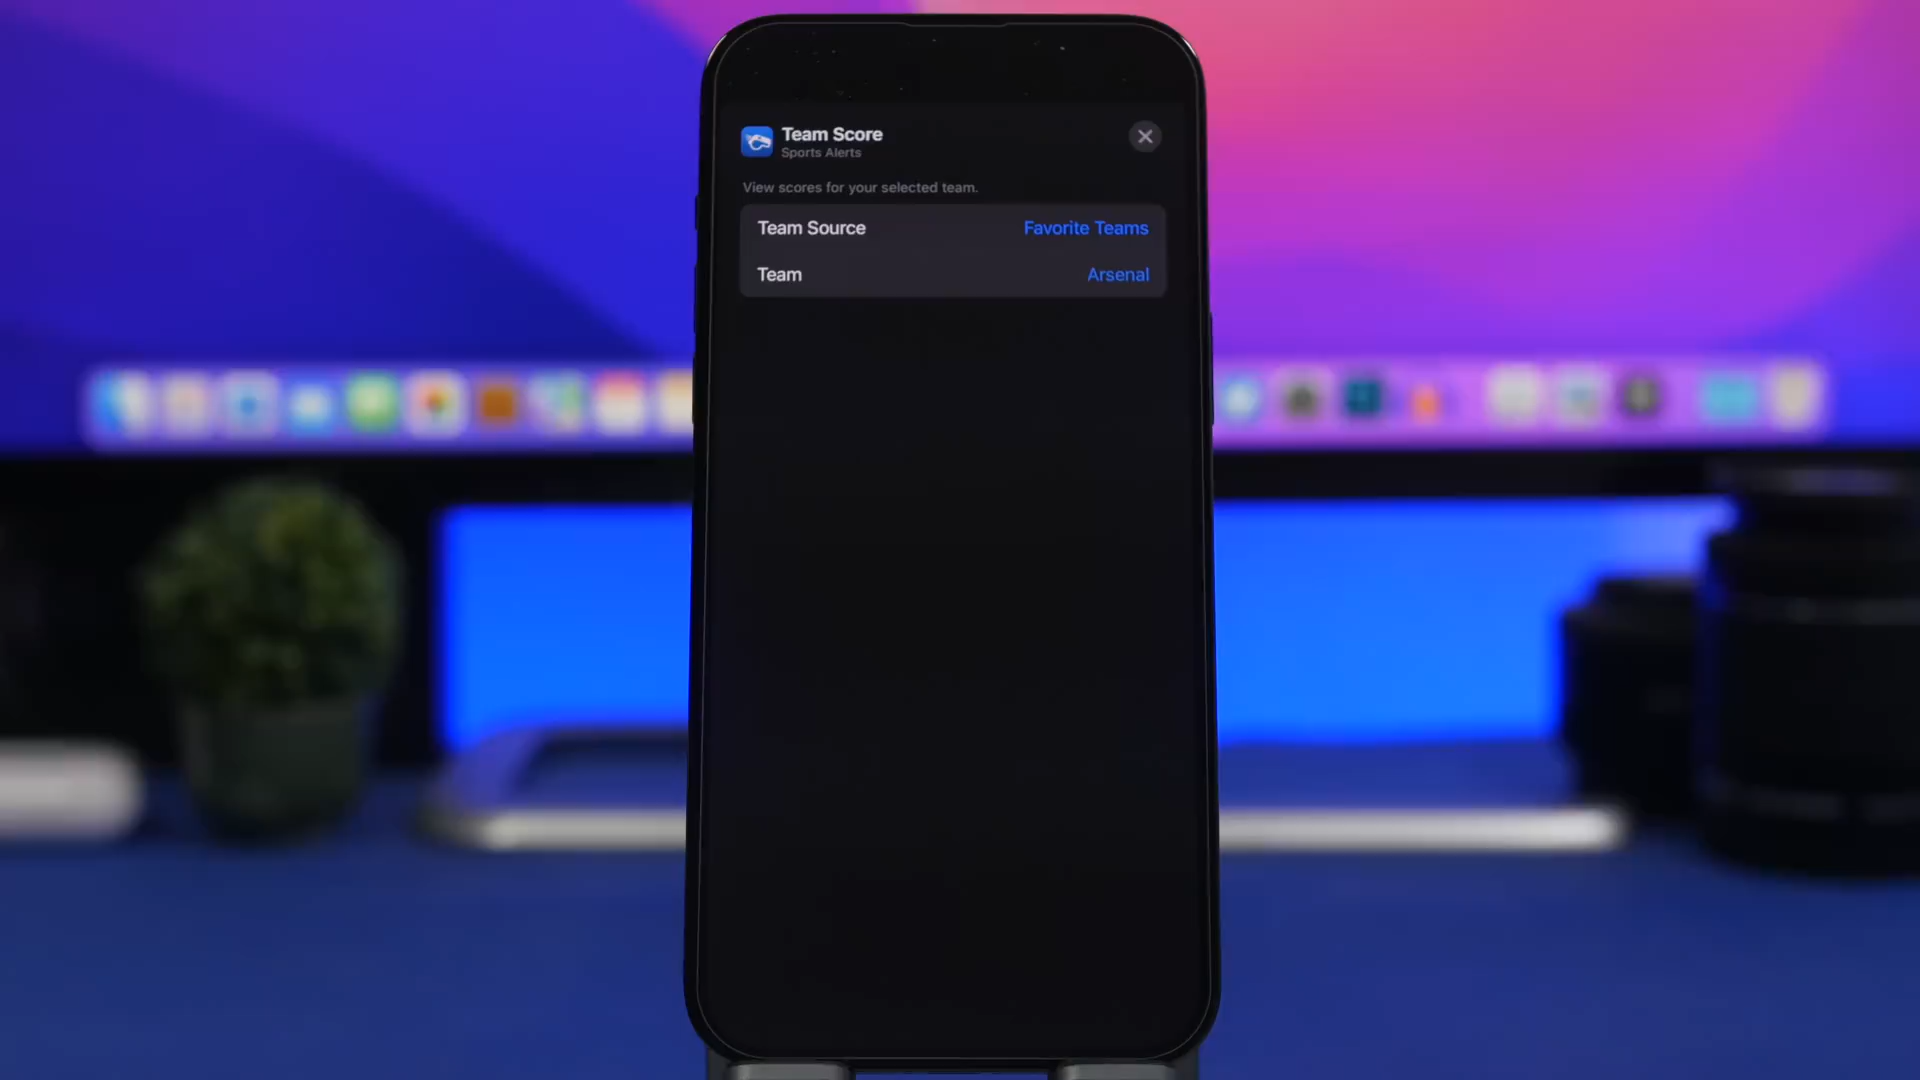 Team Score
Sports Alerts
View scores for your selected team.
Team Source Favorite Teams
Team Arsenal